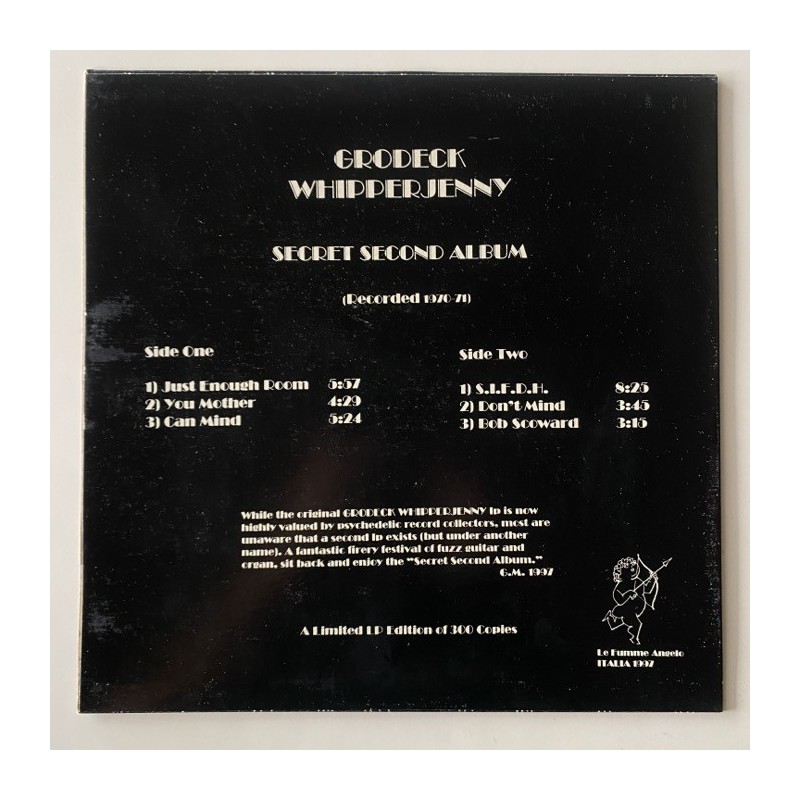 GRODECK
WHIPPERJENNY
SECRET SECOND ALBUM
(Recorded 1970-71)
Side One
1) Just Enough Room 5:57
2) You Mother 4:29
3) Can Mind 5:24
Side Two
1) S.I.F.D.H. 8:25
2) Don't Mind 3:45
3) Bob Scoward 3:15
While the original GRODECK WHIPPERJENNY lp is now
highly valued by psychedelic record collectors, most are
unaware that a second lp exists (but under another
name). A fantastic firery festival of fuzz guitar and
organ, sit back and enjoy the "Secret Second Album."
G.M. 1997
A Limited LP Edition of 300 Copies
Le Fumme Angelo
ITALIA 1997